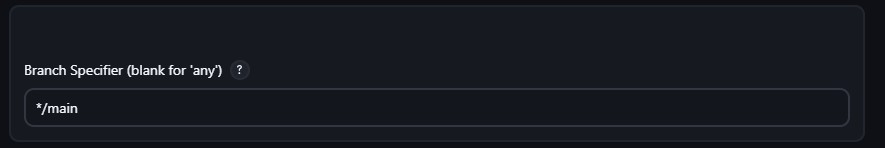 Branch Specifier (blank for 'any') ?
*/main